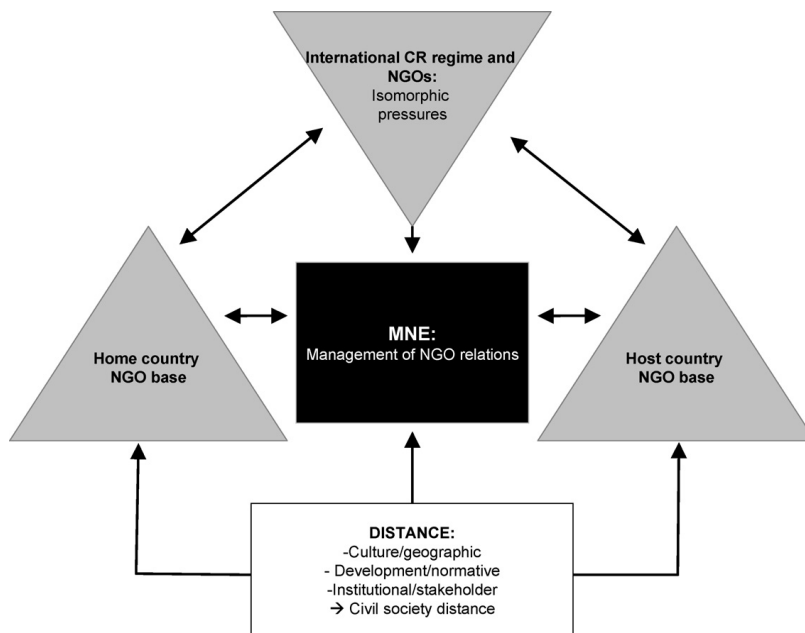 International CR regime and
NGOs:
Isomorphic
pressures
MNE:
Management of NGO relations
Home country
NGO base
Host country
NGO base
DISTANCE:
-Culture/geographic
- Development/normative
-Institutional/stakeholder
→ Civil society distance